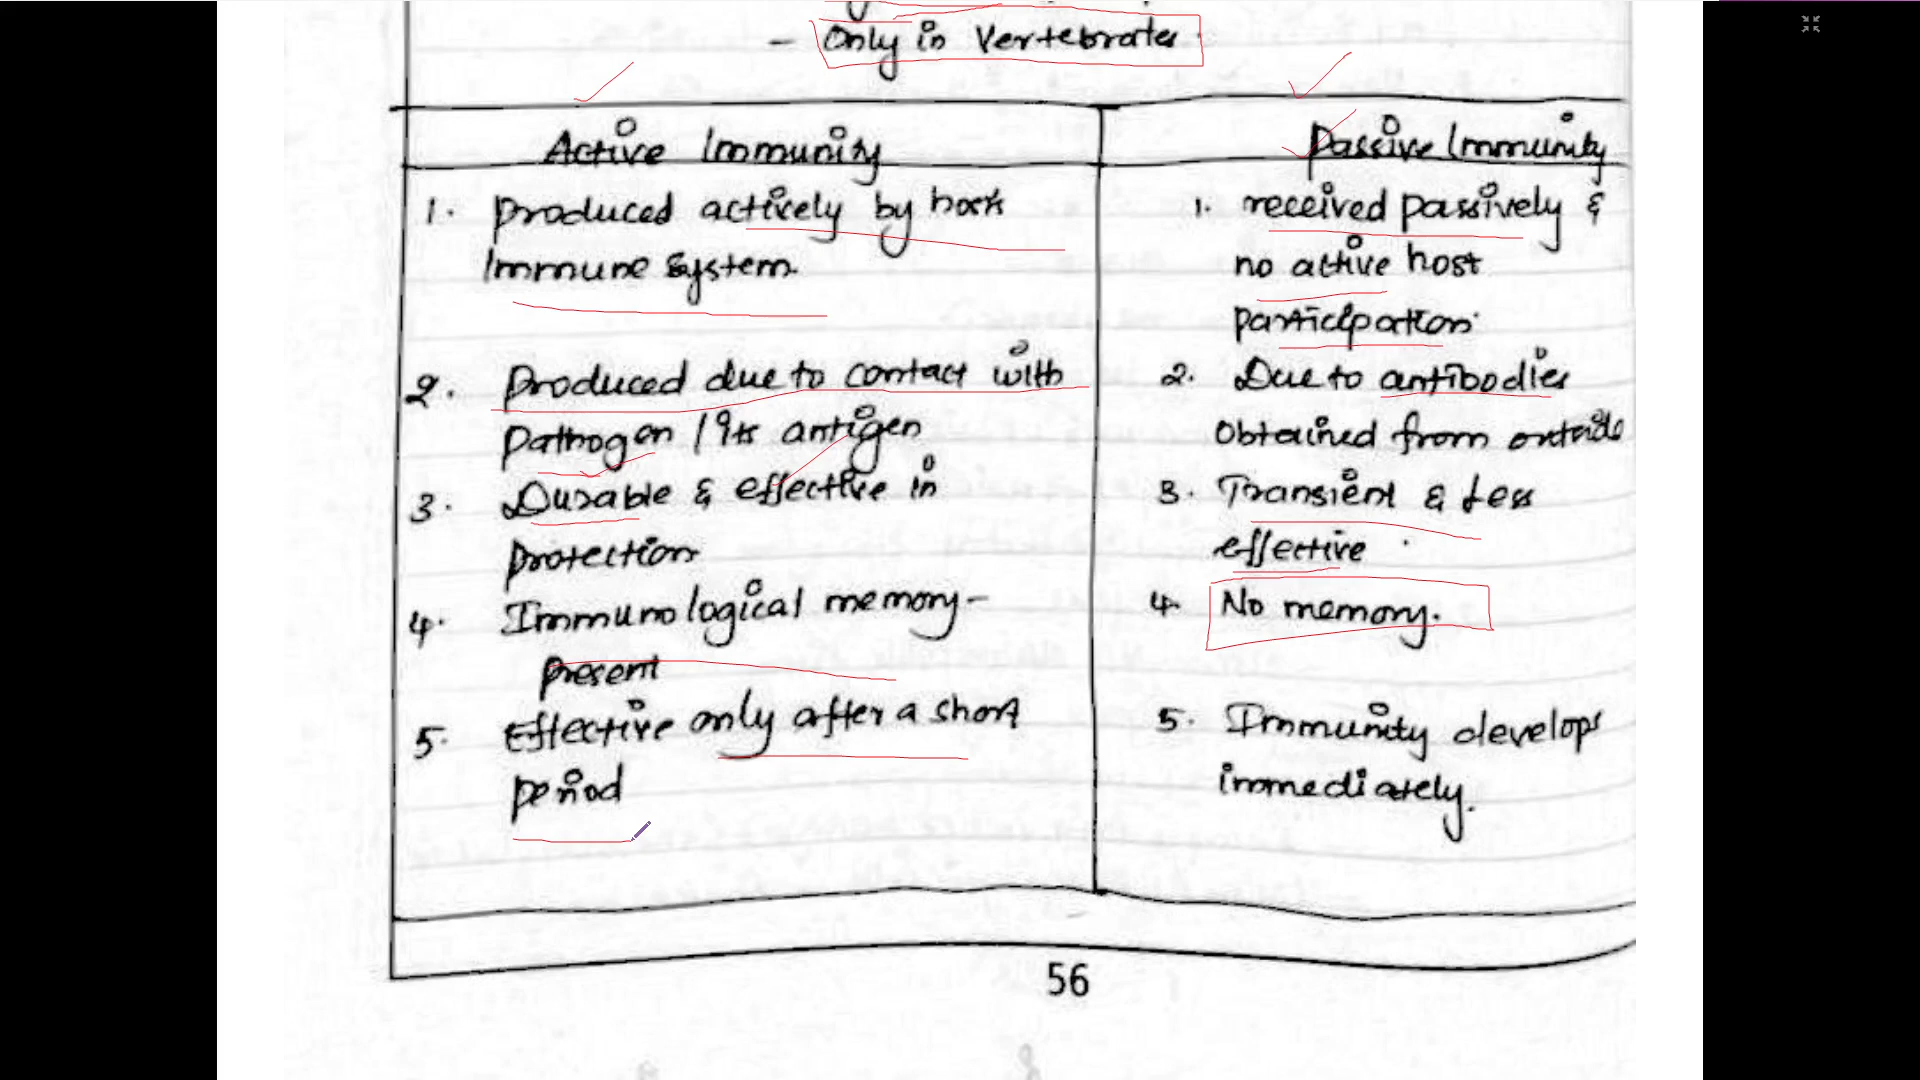 - Only in Vertebrates.
Active Immunity
Passive Immunity
1. Produced actively by host
Immune system.
1. received passively &
no active host
participation.
2. Produced due to contact with
Pathogen / its antigen
2. Due to antibodies
Obtained from outside
3. Durable & effective in
protection
3. Transient & Less
effective.
4. Immunological memory -
present
4. No memory.
5. Effective only after a short
period
5. Immunity develops
immediately.
56